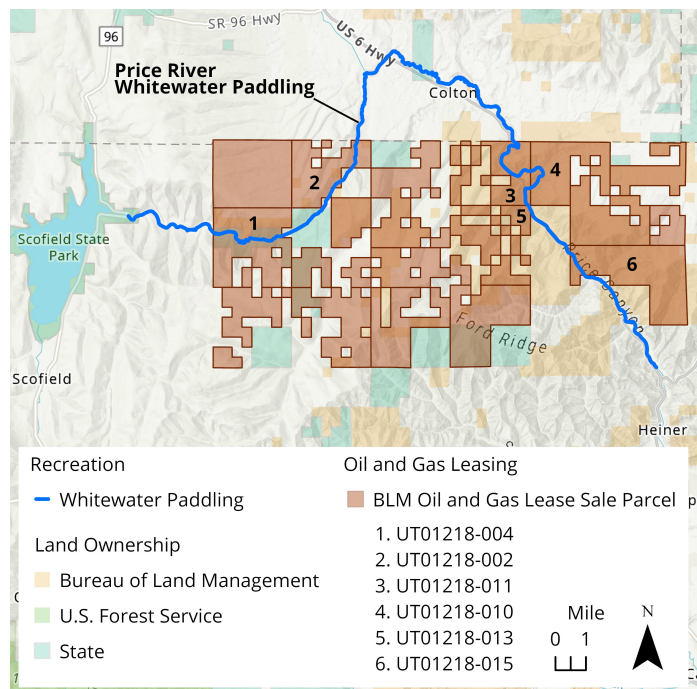 SR 96 Hwy
96
US 6 Hwy
Price River
Whitewater Paddling
Colton
2
4
3
1
5
Scofield State
Park
6
Price Canyon
Ford Ridge
Scofield
Heiner
Recreation
Whitewater Paddling
Land Ownership
Bureau of Land Management
U.S. Forest Service
State
Oil and Gas Leasing
BLM Oil and Gas Lease Sale Parcel
1. UT01218-004
2. UT01218-002
3. UT01218-011
4. UT01218-010
5. UT01218-013
6. UT01218-015
Mile
0 1
N